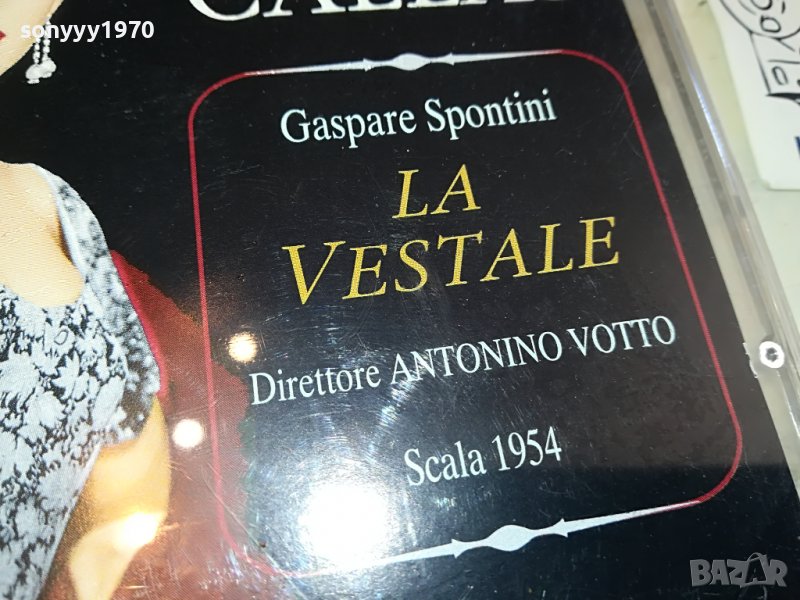 sonyyy1970
Gaspare Spontini
LA
VESTALE
Direttore ANTONINO VOTTO
Scala 1954
BAZAR